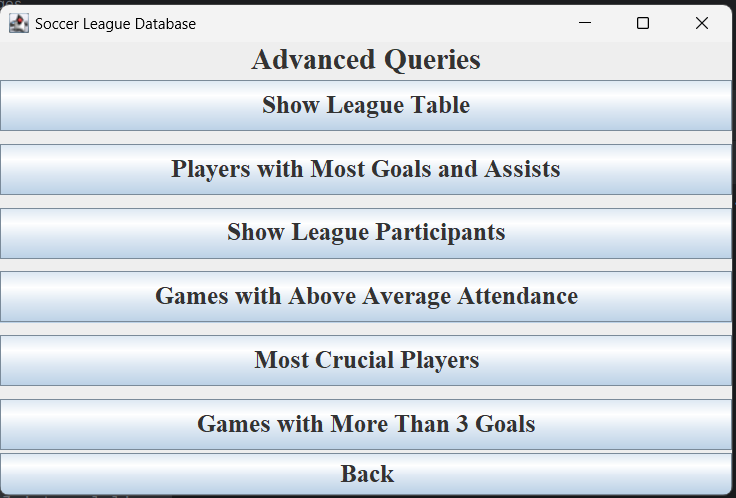 Soccer League Database
Advanced Queries
Show League Table
Players with Most Goals and Assists
Show League Participants
Games with Above Average Attendance
Most Crucial Players
Games with More Than 3 Goals
Back